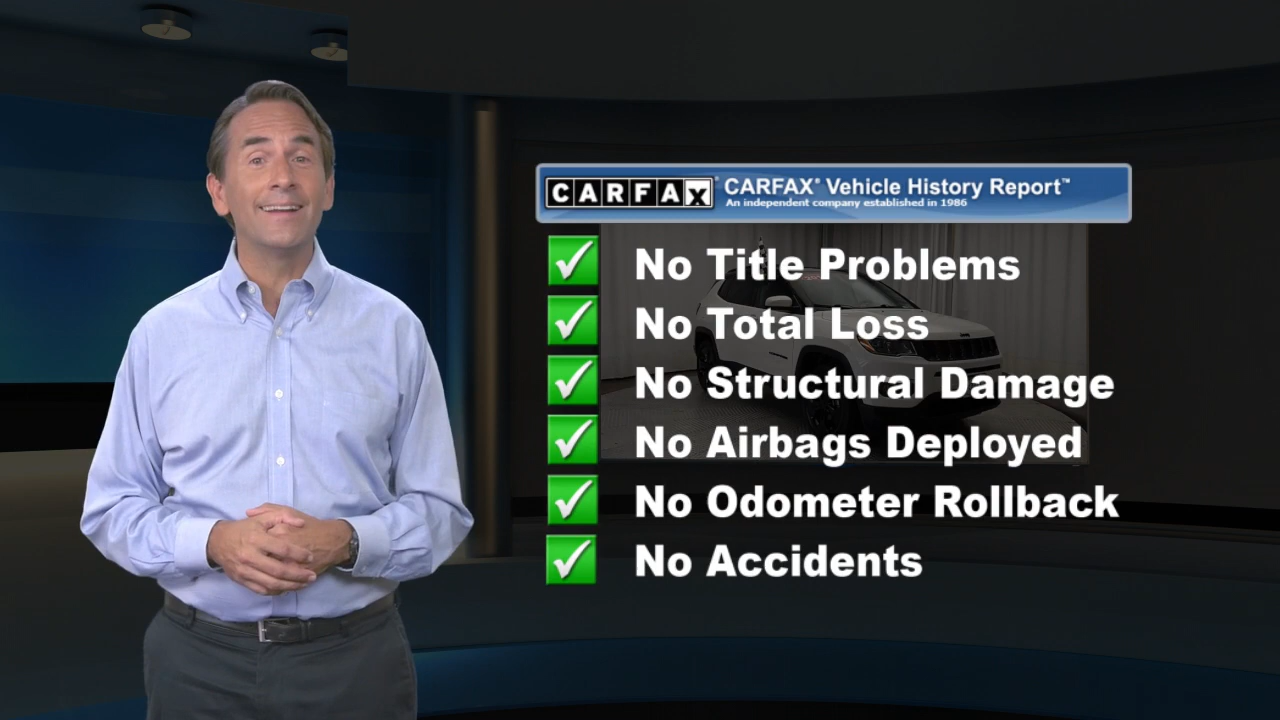 CARFAX® CARFAX® Vehicle History Report™
An independent company established in 1986
No Title Problems
No Total Loss
No Structural Damage
No Airbags Deployed
No Odometer Rollback
No Accidents